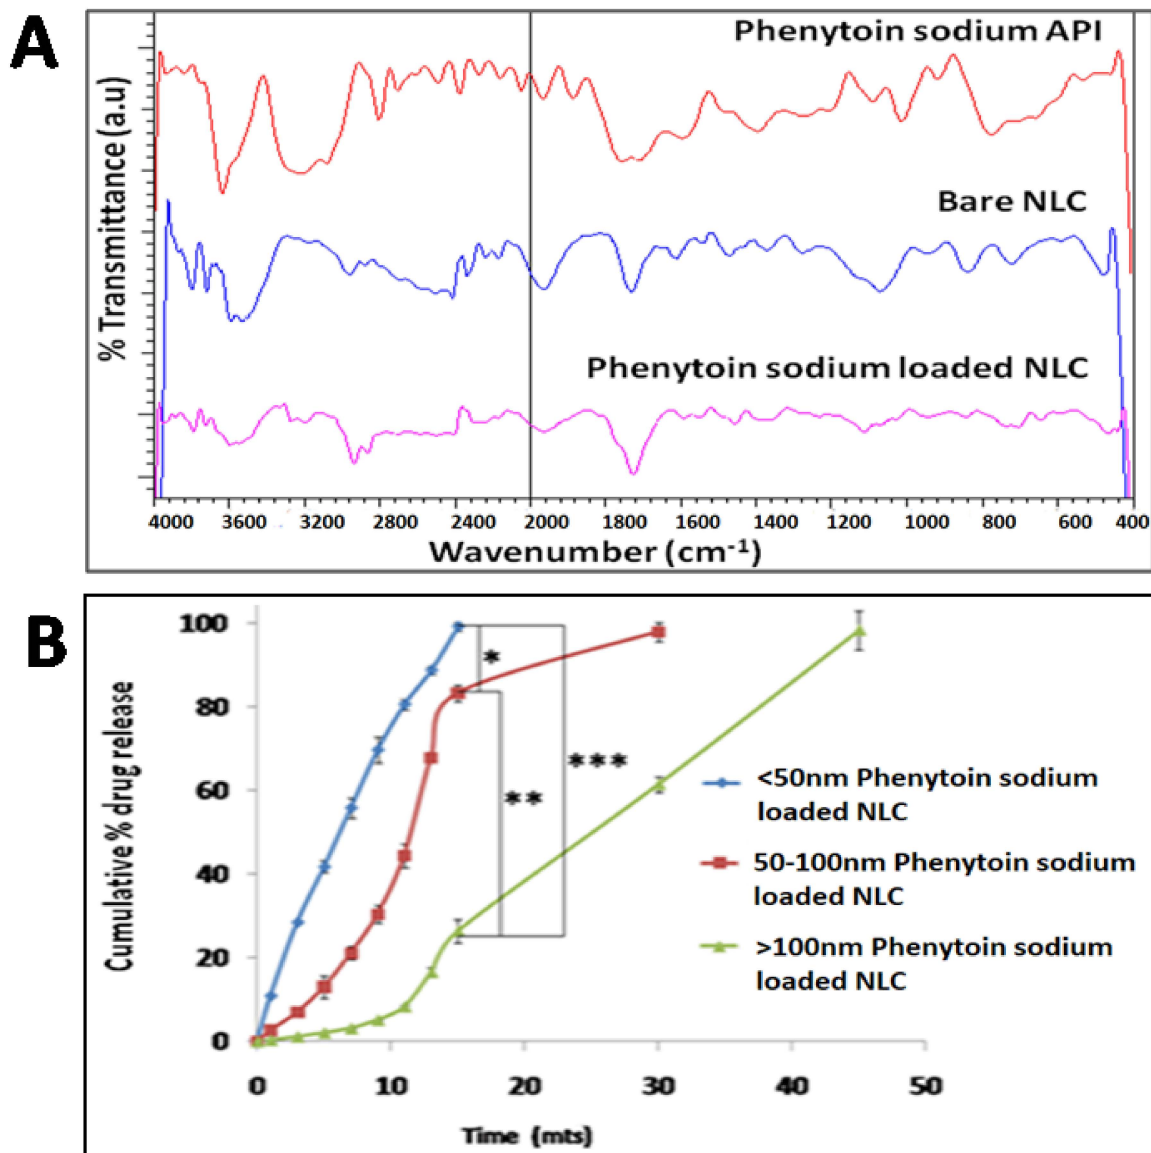 A
Phenytoin sodium API
Bare NLC
Phenytoin sodium loaded NLC
% Transmittance (a.u)
4000 3600 3200 2800 2400 2000 1800 1600 1400 1200 1000 800 600 400
Wavenumber (cm⁻¹)
B
100
80
60
40
20
0
Cumulative % drug release
*
**
***
<50nm Phenytoin sodium
loaded NLC
50-100nm Phenytoin sodium
loaded NLC
>100nm Phenytoin sodium
loaded NLC
0 10 20 30 40 50
Time (mts)